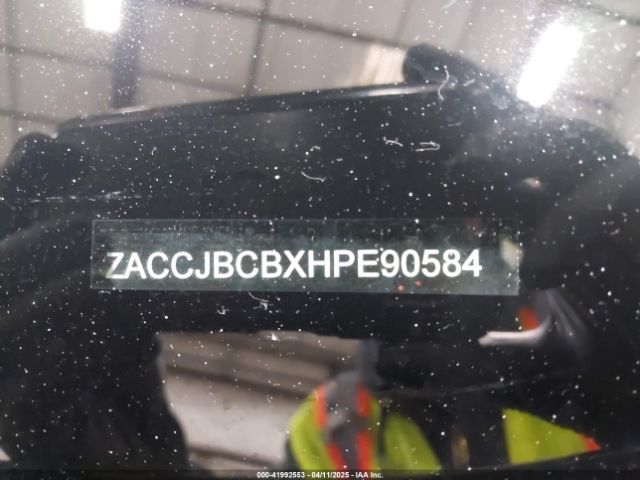 ZACCJBCBXHPE90584
000-41992553 - 04/11/2025 - IAA Inc.